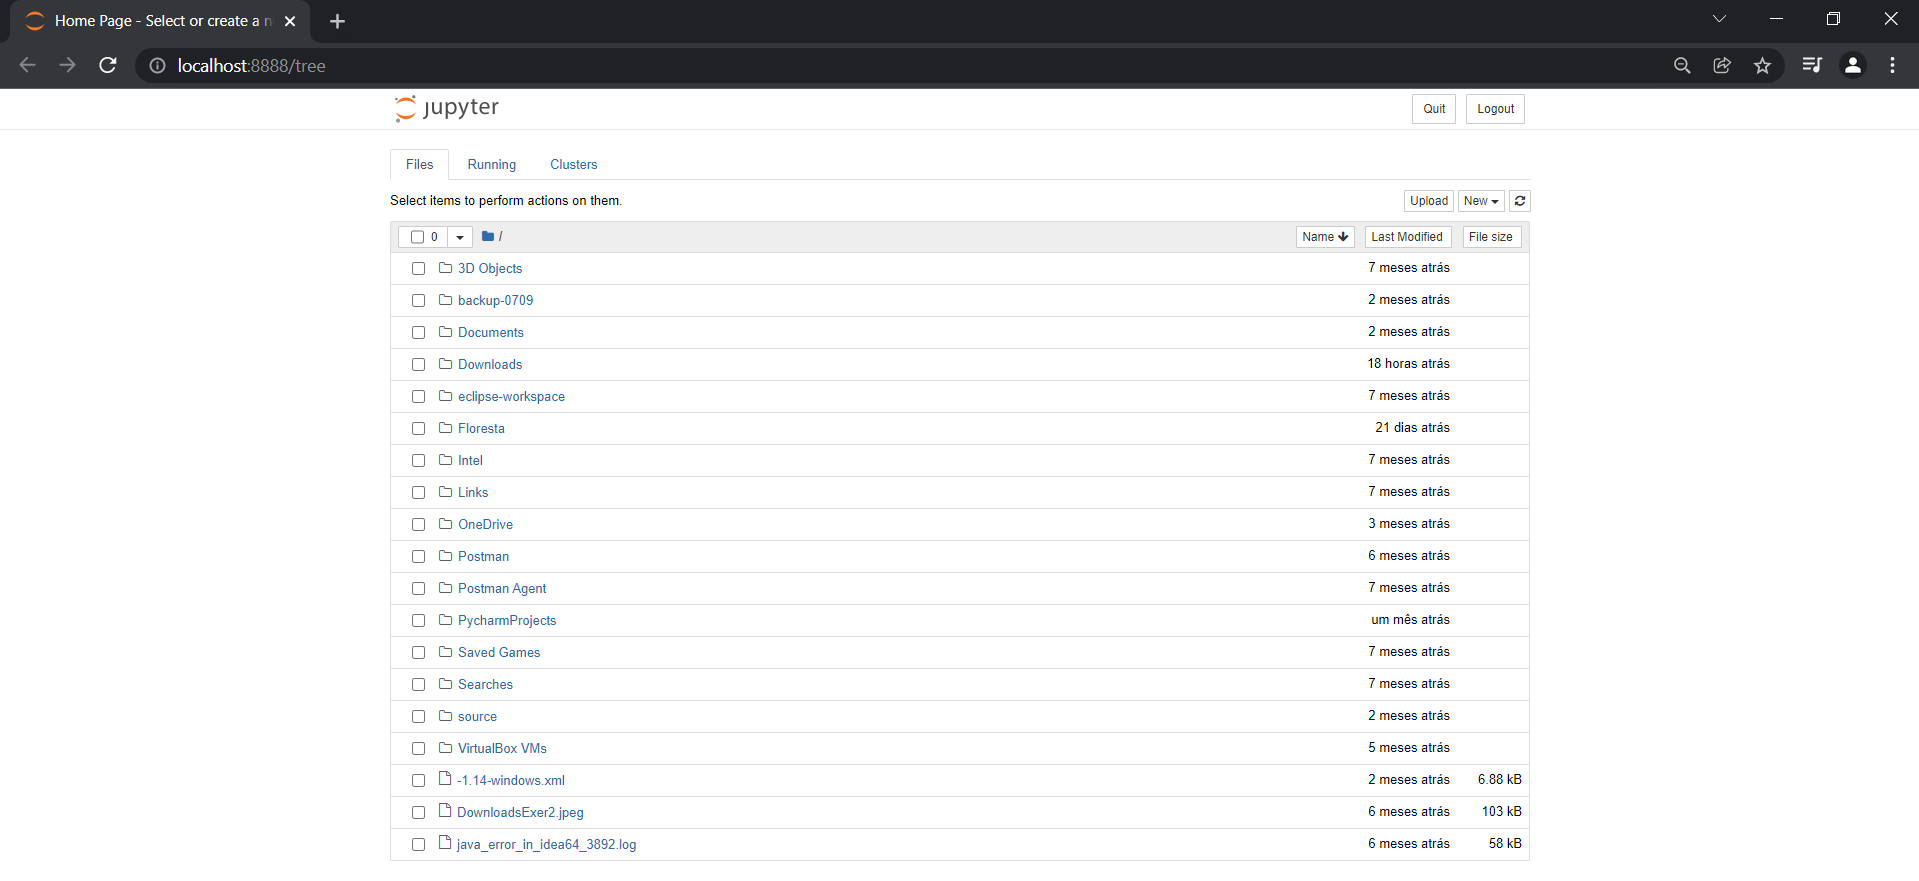 Home Page - Select or create a n
localhost:8888/tree
jupyter
Quit Logout
Files Running Clusters
Select items to perform actions on them.
Upload New
0 / Name Last Modified File size
3D Objects 7 meses atrás
backup-0709 2 meses atrás
Documents 2 meses atrás
Downloads 18 horas atrás
eclipse-workspace 7 meses atrás
Floresta 21 dias atrás
Intel 7 meses atrás
Links 7 meses atrás
OneDrive 3 meses atrás
Postman 6 meses atrás
Postman Agent 7 meses atrás
PycharmProjects um mês atrás
Saved Games 7 meses atrás
Searches 7 meses atrás
source 2 meses atrás
VirtualBox VMs 5 meses atrás
-1.14-windows.xml 2 meses atrás 6.88 kB
DownloadsExer2.jpeg 6 meses atrás 103 kB
java_error_in_idea64_3892.log 6 meses atrás 58 kB